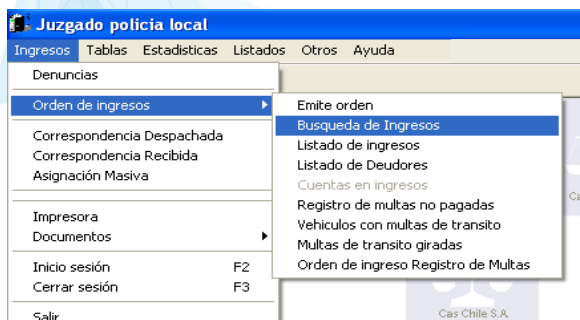 Juzgado policia local
Ingresos Tablas Estadisticas Listados Otros Ayuda
Denuncias
Orden de ingresos
Correspondencia Despachada
Correspondencia Recibida
Asignación Masiva
Impresora
Documentos
Inicio sesión F2
Cerrar sesión F3
Salir
Emite orden
Busqueda de Ingresos
Listado de ingresos
Listado de Deudores
Cuentas en ingresos
Registro de multas no pagadas
Vehiculos con multas de transito
Multas de transito giradas
Orden de ingreso Registro de Multas
Cas Chile S.A.